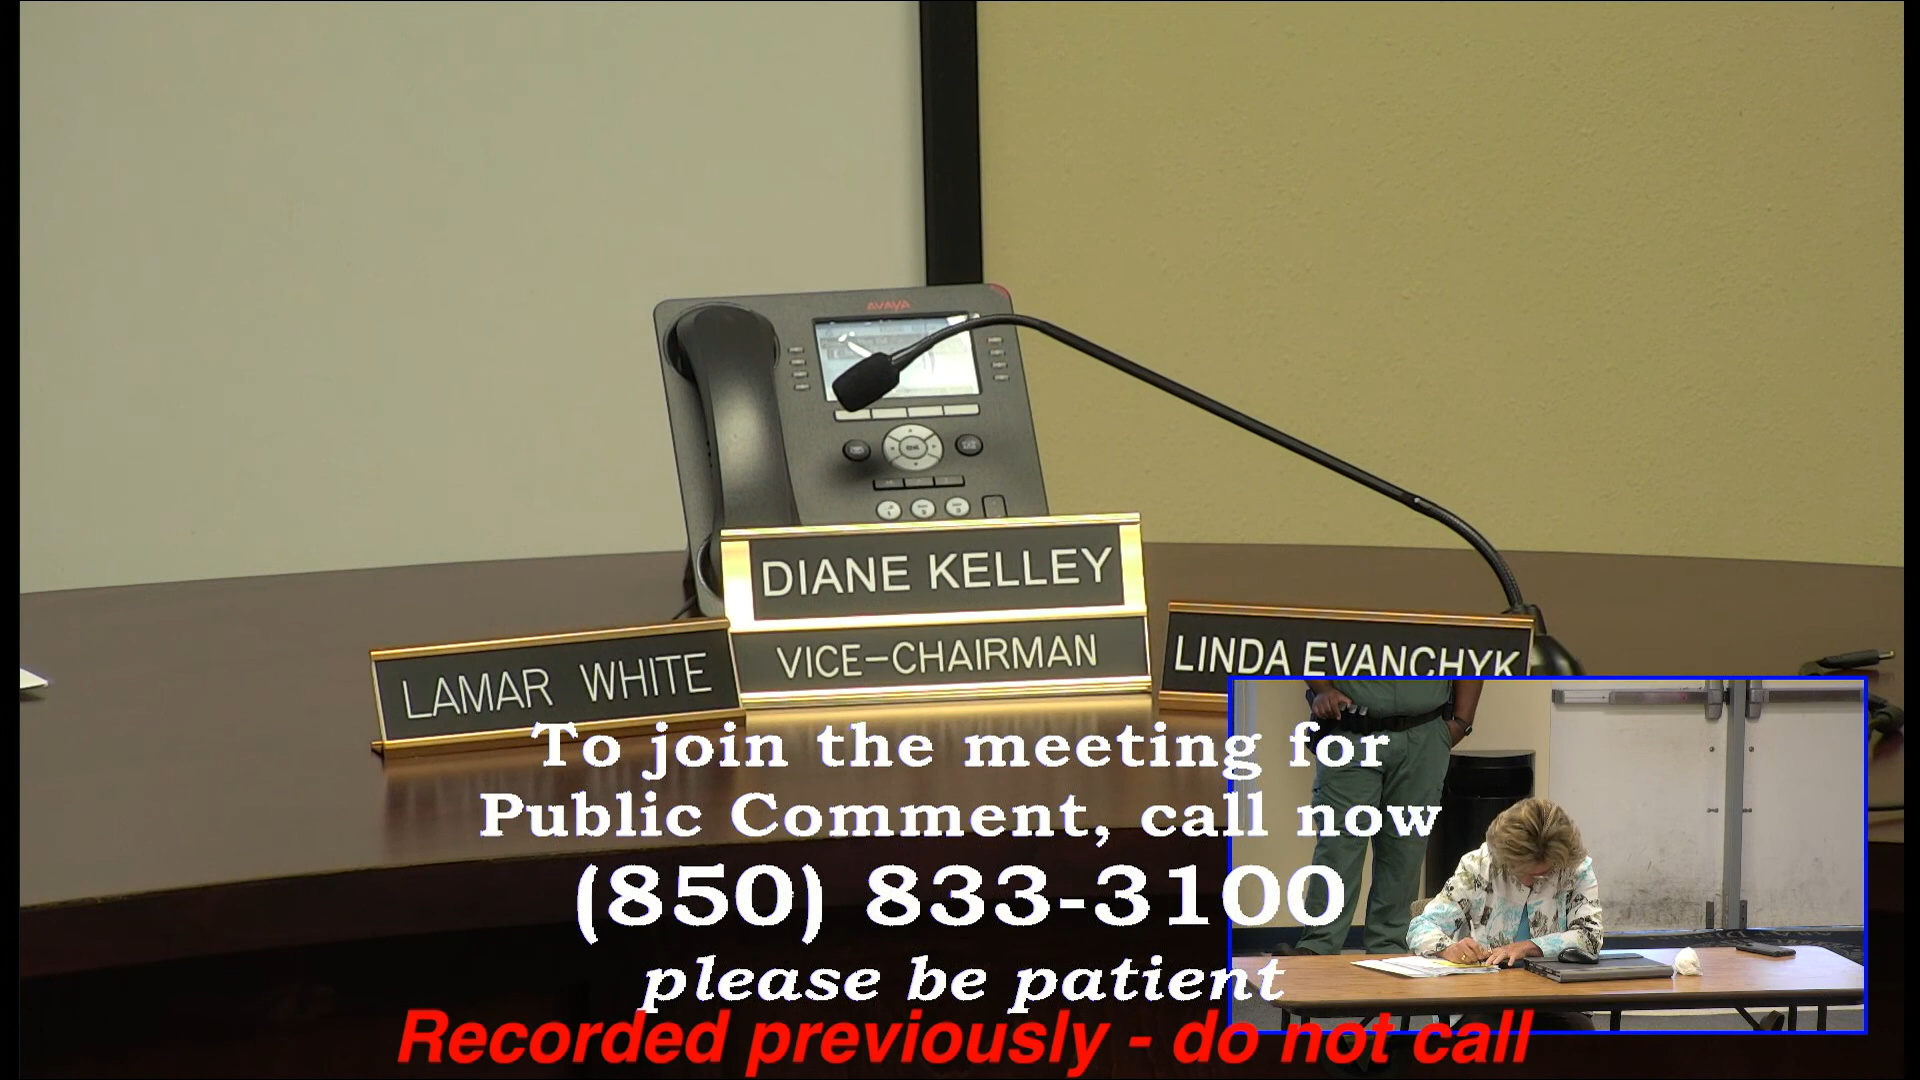 AVAYA
DIANE KELLEY
VICE-CHAIRMAN
LAMAR WHITE
LINDA EVANCHYK
To join the meeting for
Public Comment, call now
(850) 833-3100
please be patient
Recorded previously - do not call